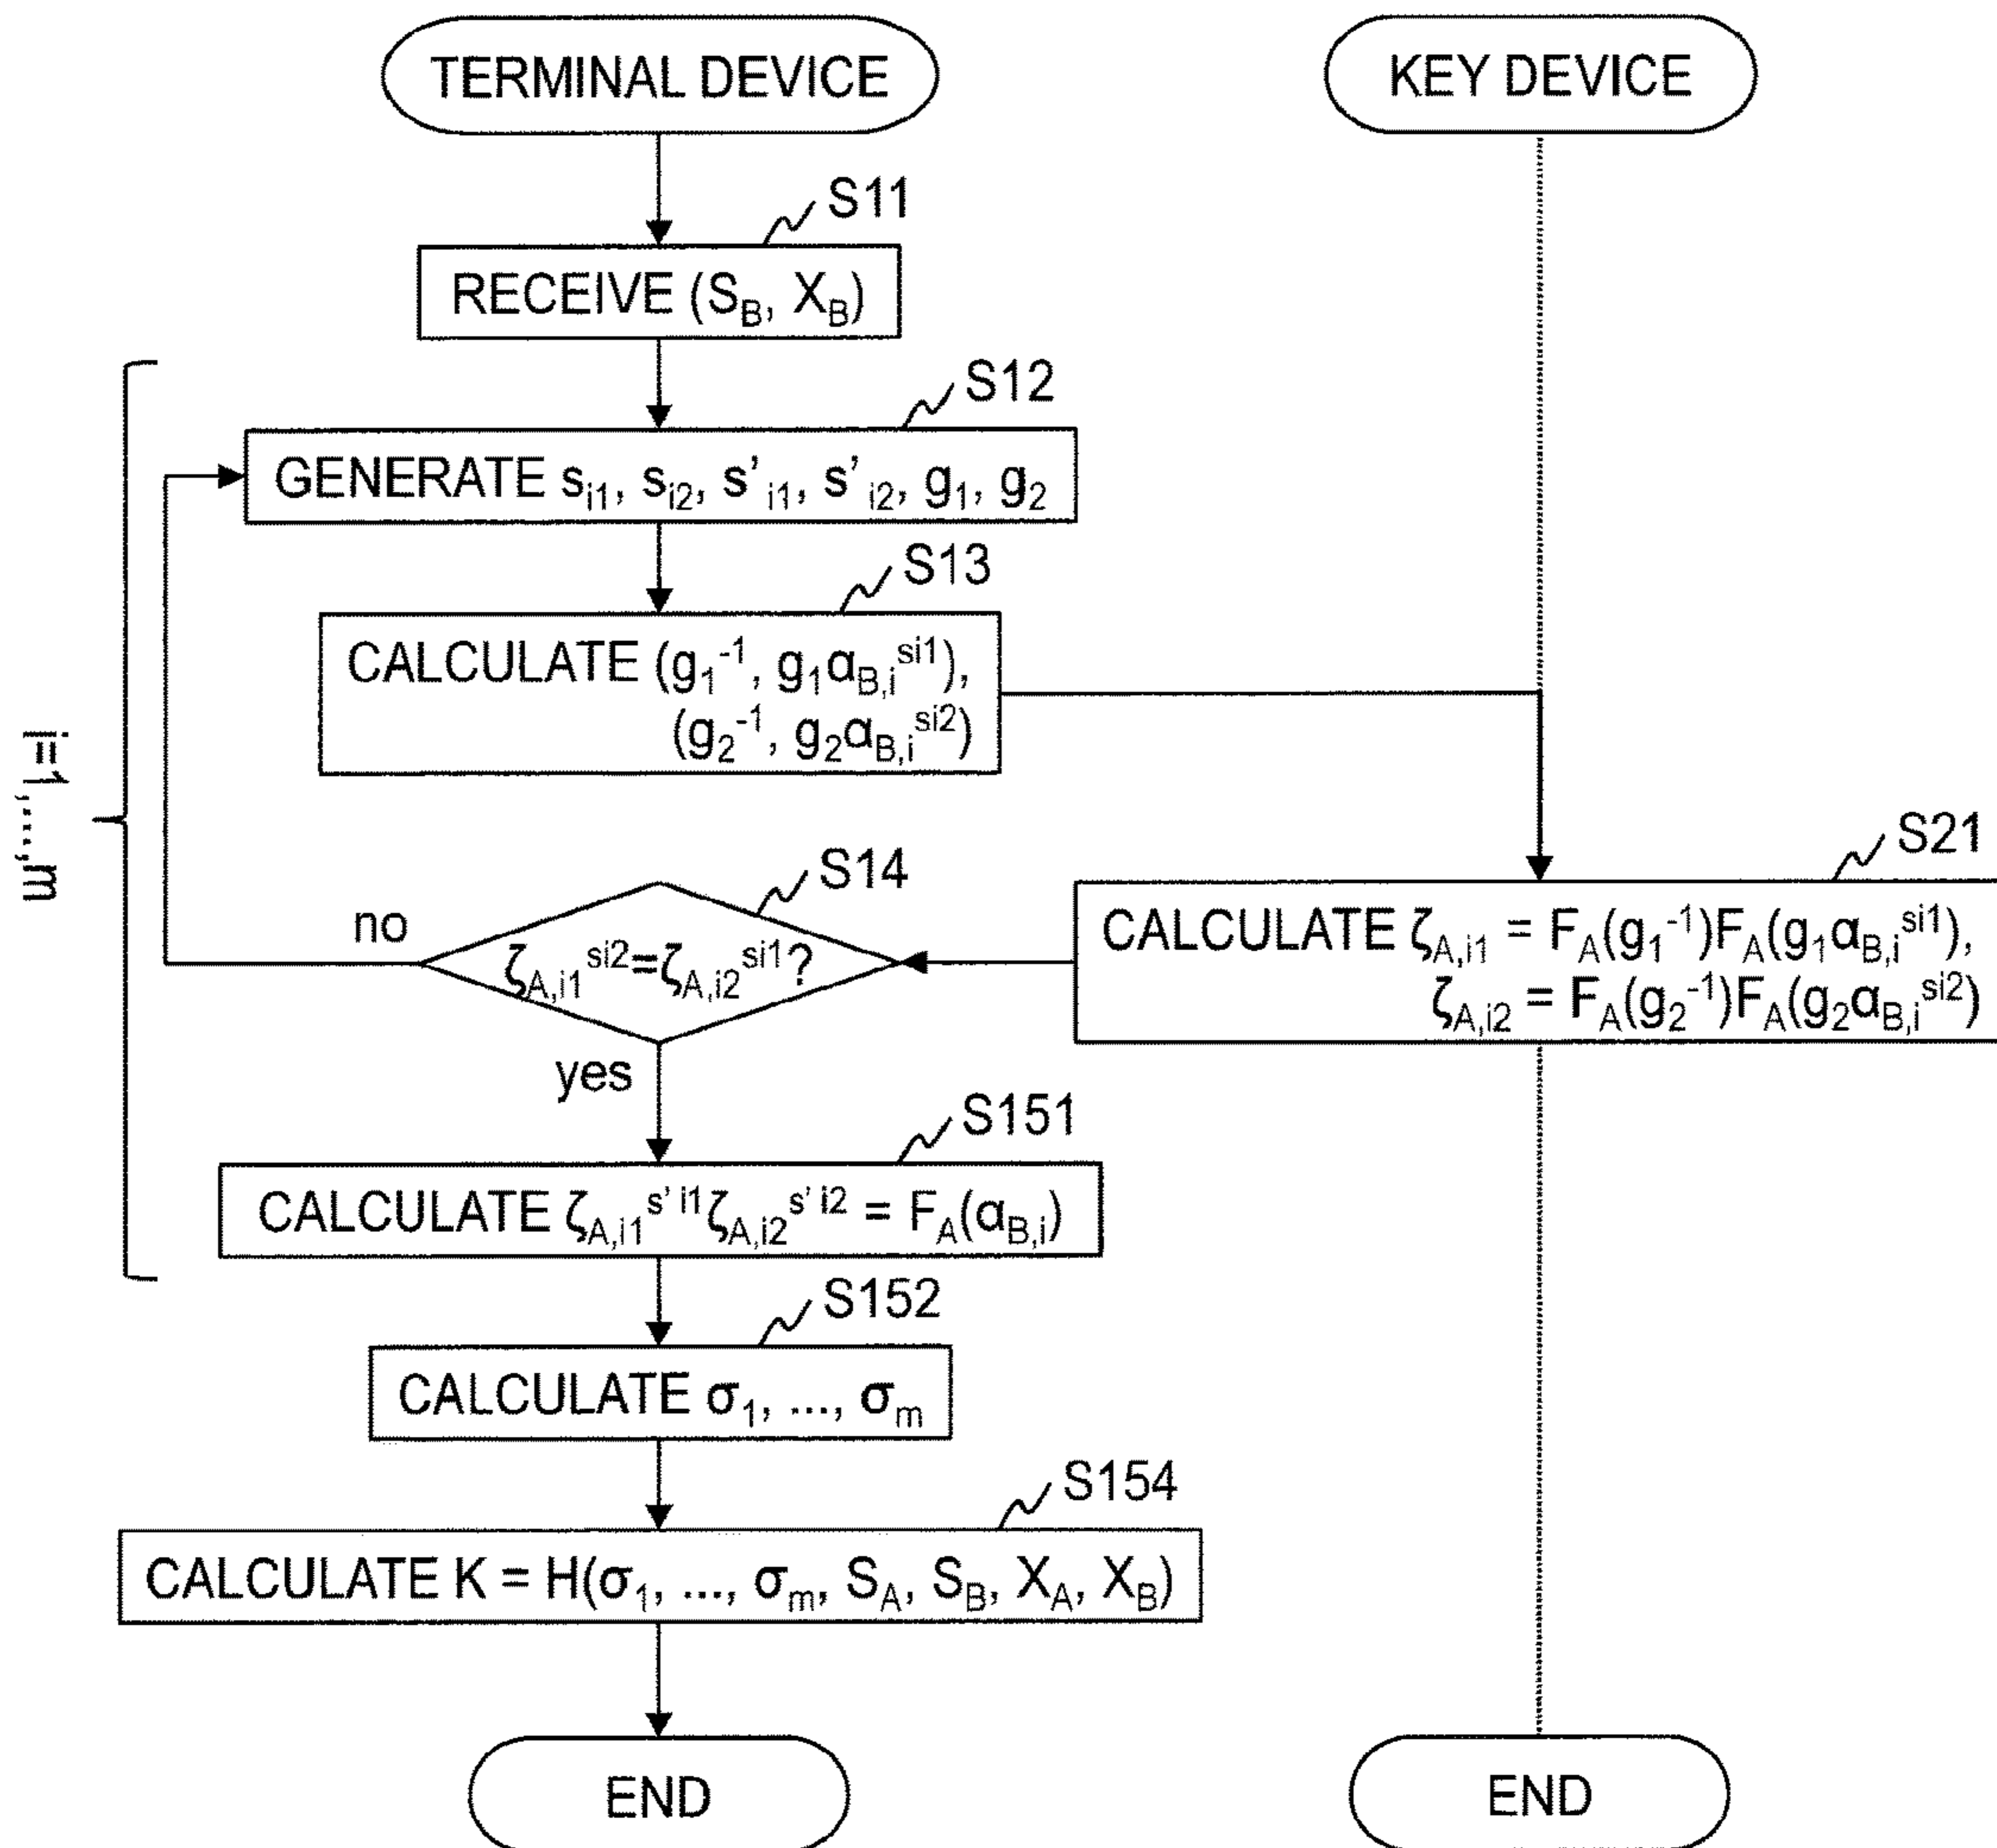 TERMINAL DEVICE
KEY DEVICE
S11
RECEIVE (S_B, X_B)
S12
GENERATE s_i1, s_i2, s'_i1, s'_i2, g_1, g_2
S13
CALCULATE (g_1^-1, g_1α_B,i^si1),
(g_2^-1, g_2α_B,i^si2)
i=1,...,m
S14
no
ζ_A,i1^si2=ζ_A,i2^si1?
yes
S21
CALCULATE ζ_A,i1 = F_A(g_1^-1)F_A(g_1α_B,i^si1),
ζ_A,i2 = F_A(g_2^-1)F_A(g_2α_B,i^si2)
S151
CALCULATE ζ_A,i1^s' i1 ζ_A,i2^s' i2 = F_A(α_B,i)
S152
CALCULATE σ_1, ..., σ_m
S154
CALCULATE K = H(σ_1, ..., σ_m, S_A, S_B, X_A, X_B)
END
END